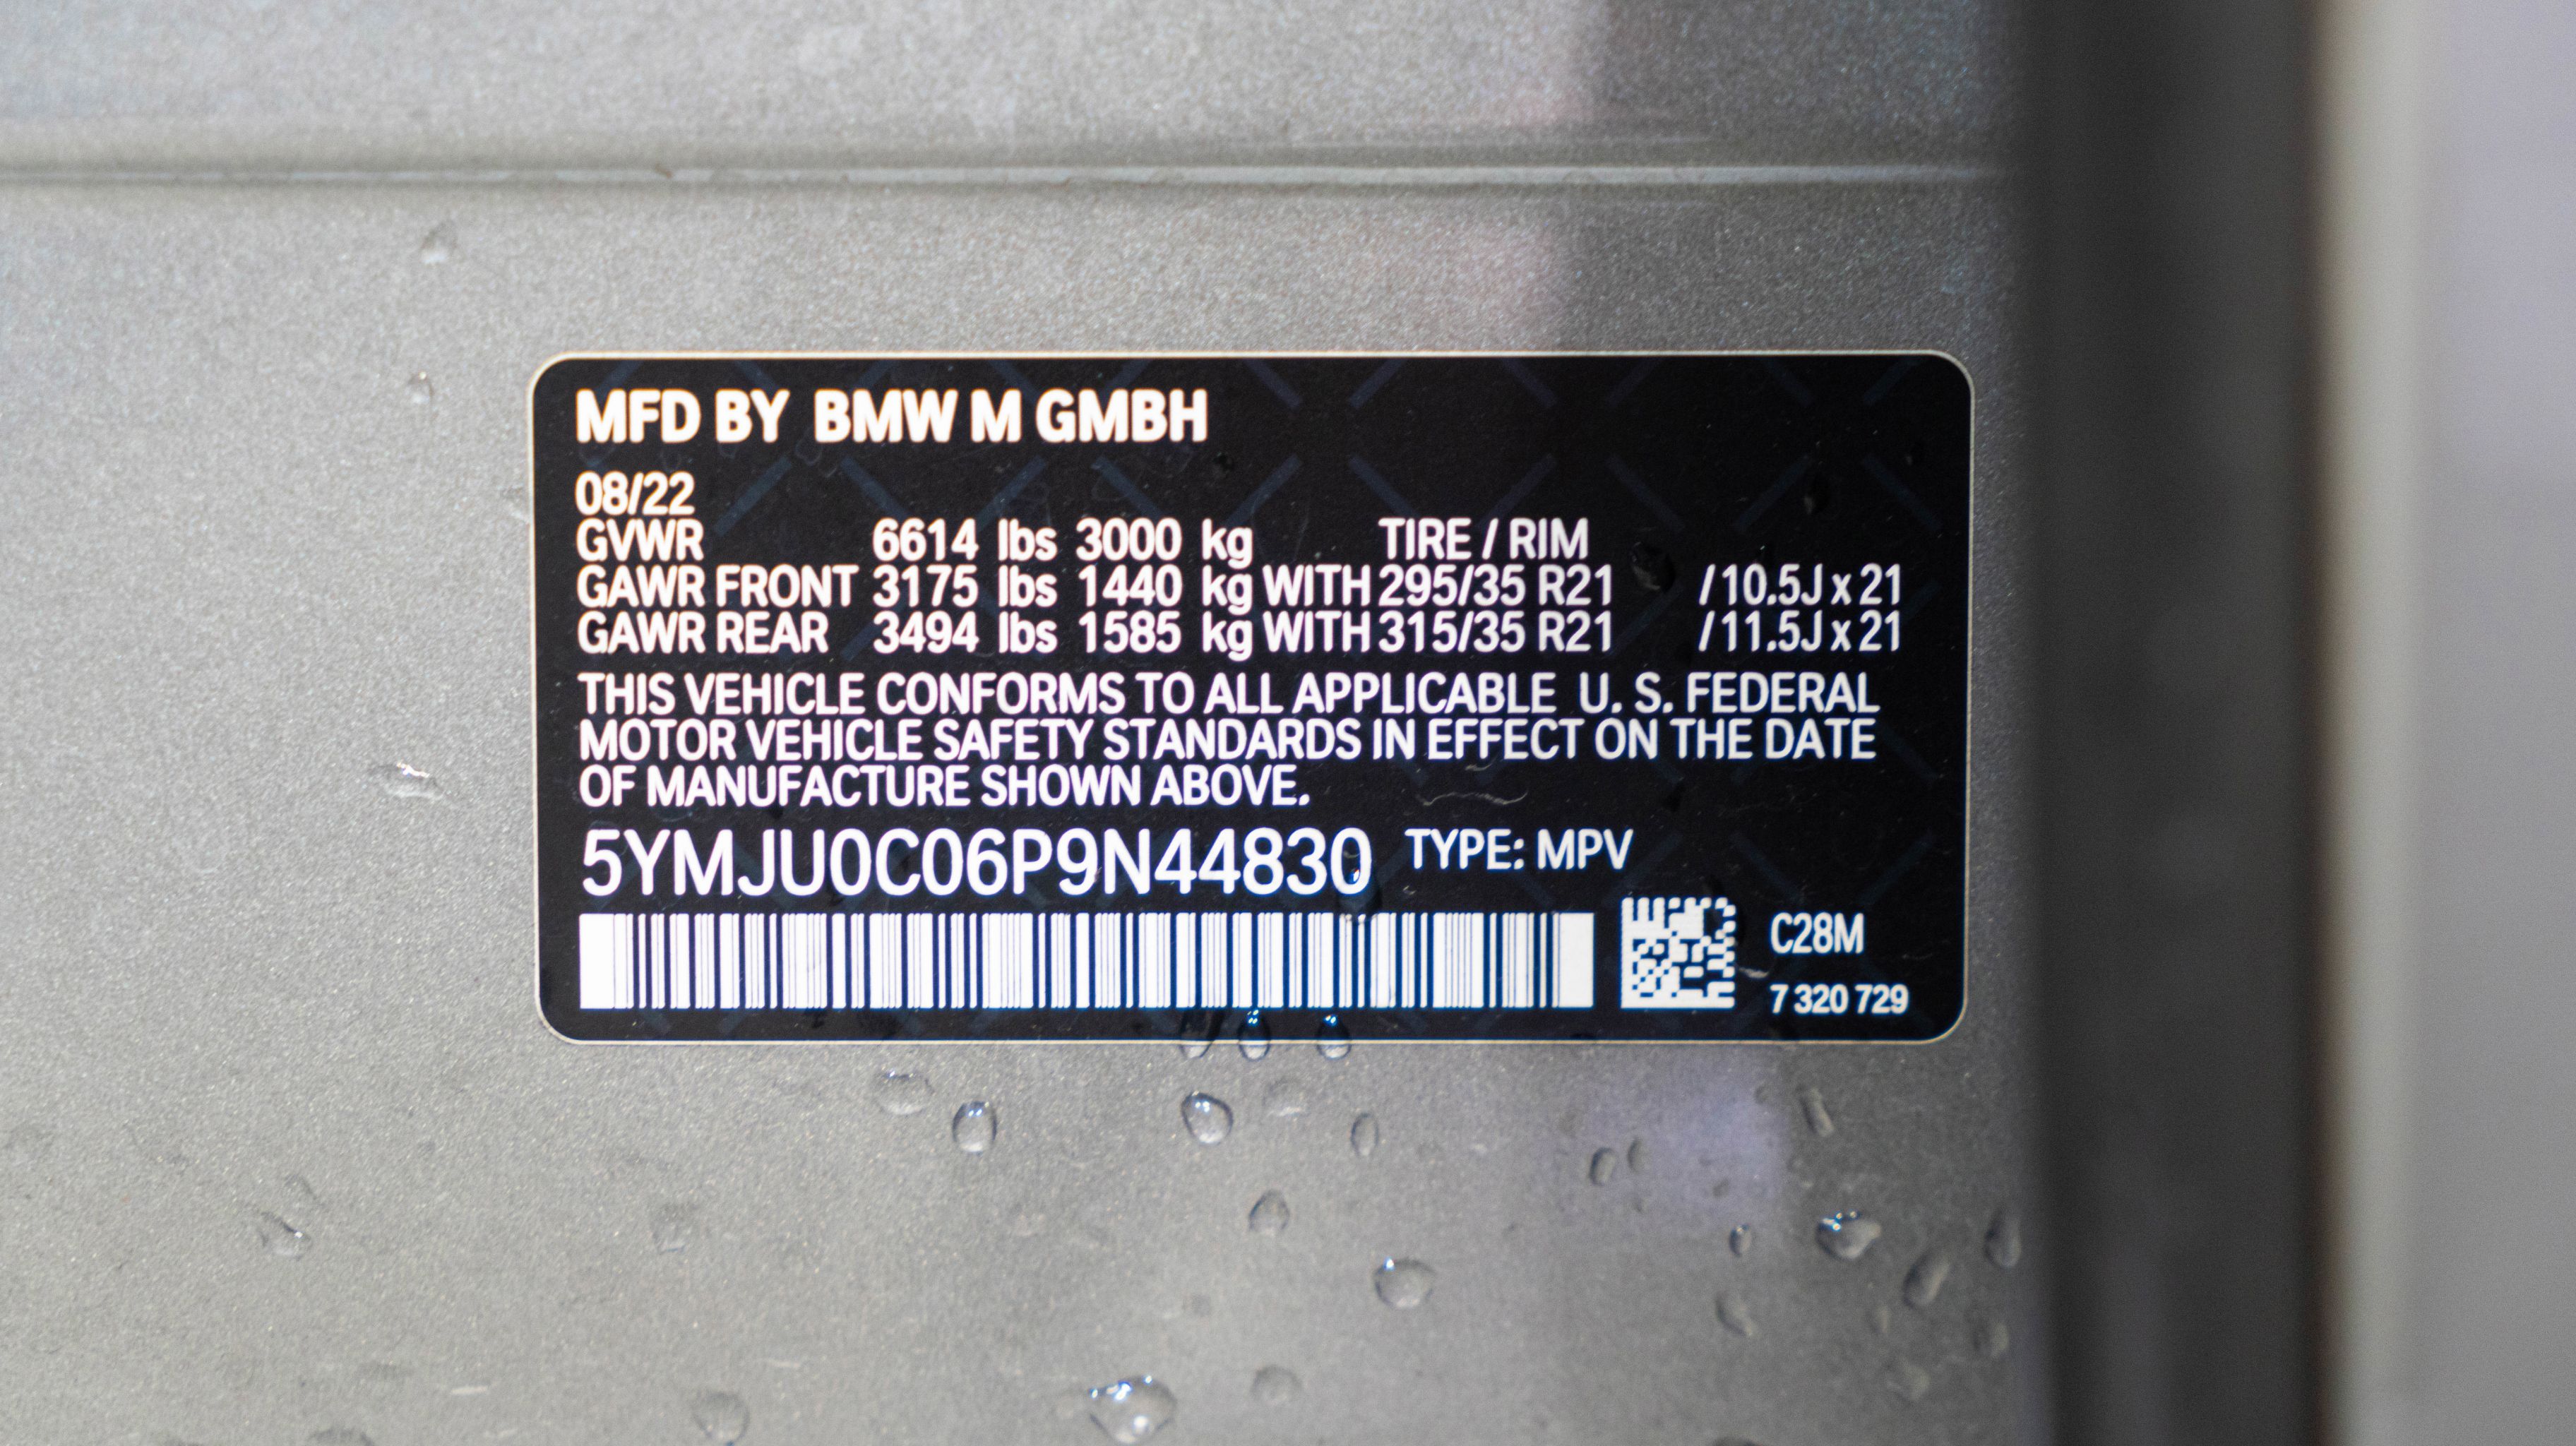 MFD BY BMW M GMBH
08/22
GVWR 6614 lbs 3000 kg TIRE / RIM
GAWR FRONT 3175 lbs 1440 kg WITH 295/35 R21 / 10.5J x 21
GAWR REAR 3494 lbs 1585 kg WITH 315/35 R21 / 11.5J x 21
THIS VEHICLE CONFORMS TO ALL APPLICABLE U. S. FEDERAL
MOTOR VEHICLE SAFETY STANDARDS IN EFFECT ON THE DATE
OF MANUFACTURE SHOWN ABOVE.
5YMJU0C06P9N44830 TYPE: MPV
C28M
7 320 729